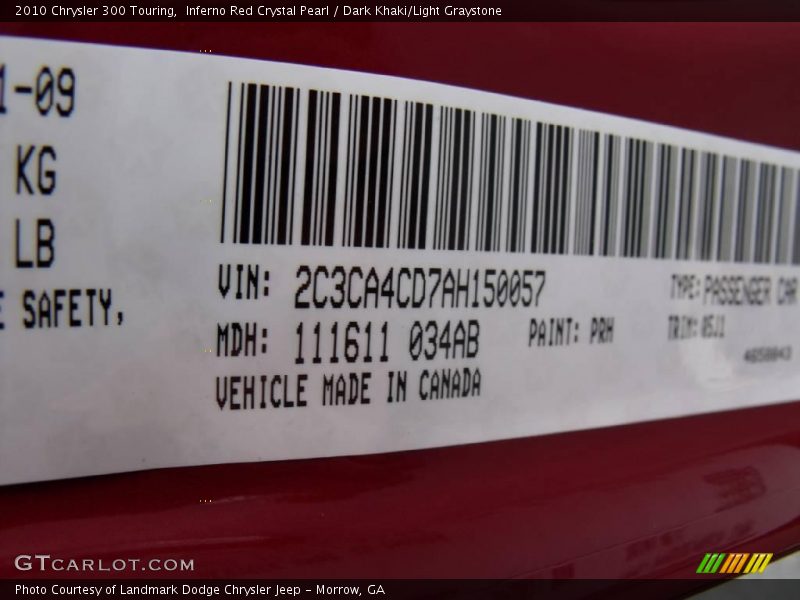 2010 Chrysler 300 Touring,  Inferno Red Crystal Pearl / Dark Khaki/Light Graystone
1-09
KG
LB
E SAFETY,
VIN: 2C3CA4CD7AH150057 TYPE: PASSENGER CAR
MDH: 111611 034AB PAINT: PRH TRIM: 05J1
VEHICLE MADE IN CANADA
GTCARLOT.COM
Photo Courtesy of Landmark Dodge Chrysler Jeep - Morrow, GA